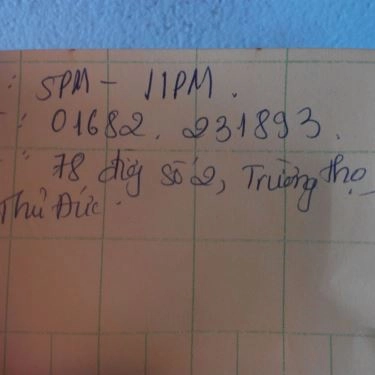 : 5PM - 11PM.
: 01682. 231893.
: 78 đường số 2, Trường Thọ
Thủ Đức.